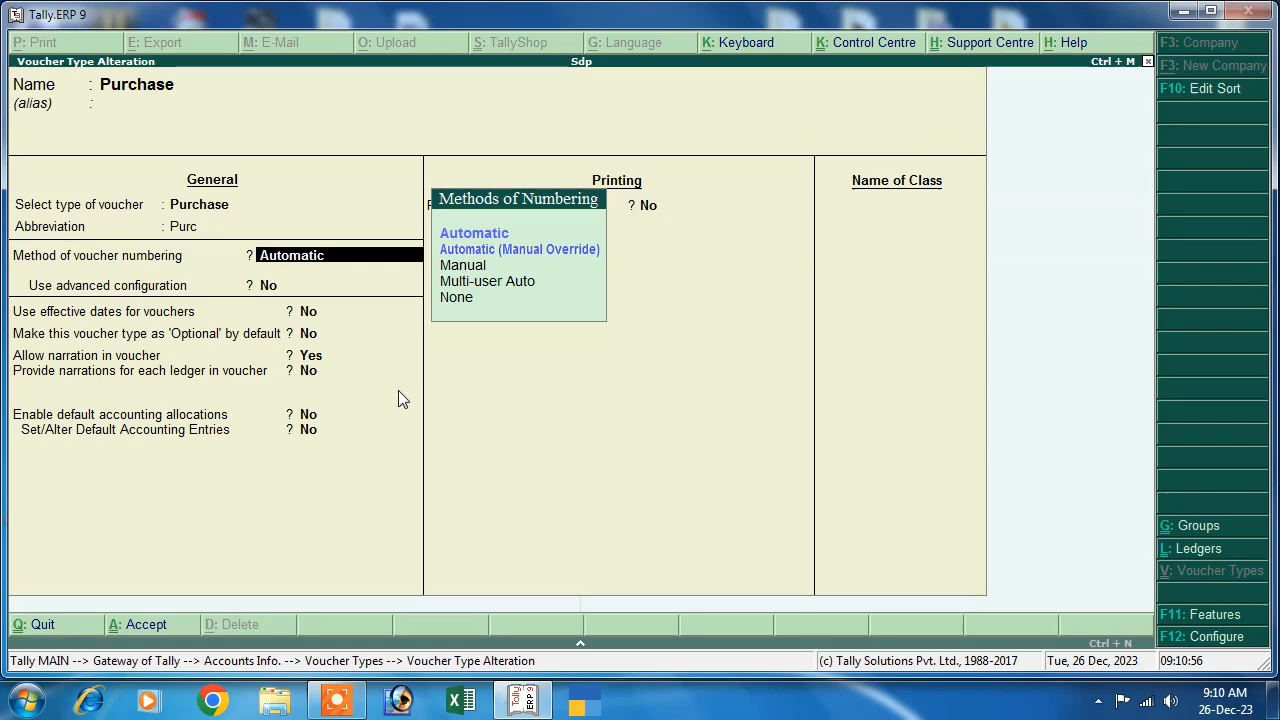 Tally.ERP 9
P: Print E: Export M: E-Mail O: Upload S: TallyShop G: Language K: Keyboard K: Control Centre H: Support Centre H: Help
F3: Company
Voucher Type Alteration Sdp Ctrl + M
F3: New Company
F10: Edit Sort
Name : Purchase
(alias) :
General
Printing
Name of Class
Select type of voucher : Purchase
? No
Abbreviation : Purc
Method of voucher numbering ? Automatic
Use advanced configuration ? No
Use effective dates for vouchers ? No
Make this voucher type as 'Optional' by default ? No
Allow narration in voucher ? Yes
Provide narrations for each ledger in voucher ? No
Enable default accounting allocations ? No
Set/Alter Default Accounting Entries ? No
Methods of Numbering
Automatic
Automatic (Manual Override)
Manual
Multi-user Auto
None
G: Groups
L: Ledgers
V: Voucher Types
F11: Features
F12: Configure
Q: Quit A: Accept D: Delete
Ctrl + N
Tally MAIN --> Gateway of Tally --> Accounts Info. --> Voucher Types --> Voucher Type Alteration (c) Tally Solutions Pvt. Ltd., 1988-2017 Tue, 26 Dec, 2023 09:10:56
Tally ERP 9
9:10 AM
26-Dec-23